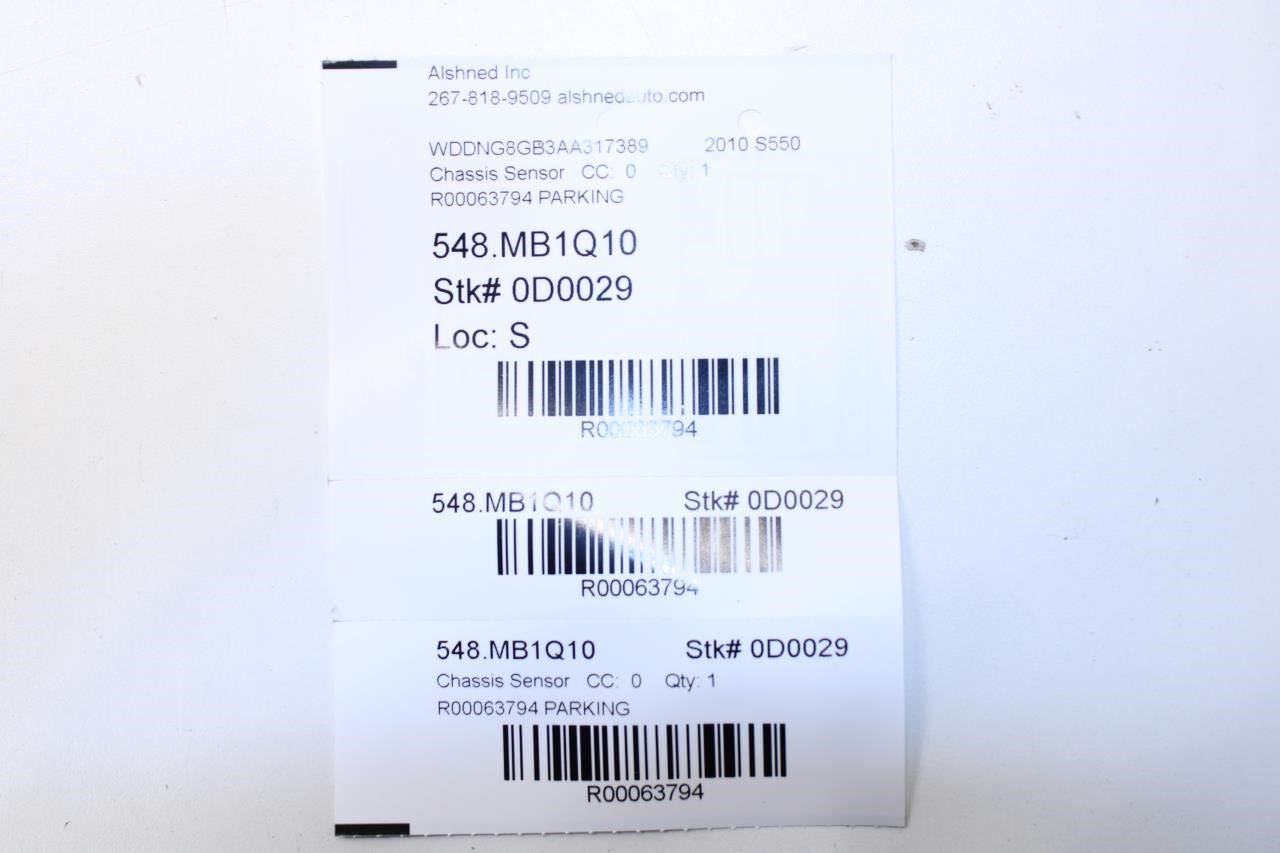 Alshned Inc
267-818-9509 alshnedauto.com
WDDNG8GB3AA317389 2010 S550
Chassis Sensor CC: 0 Qty: 1
R00063794 PARKING
548.MB1Q10
Stk# 0D0029
Loc: S
R00063794
548.MB1Q10 Stk# 0D0029
R00063794
548.MB1Q10 Stk# 0D0029
Chassis Sensor CC: 0 Qty: 1
R00063794 PARKING
R00063794